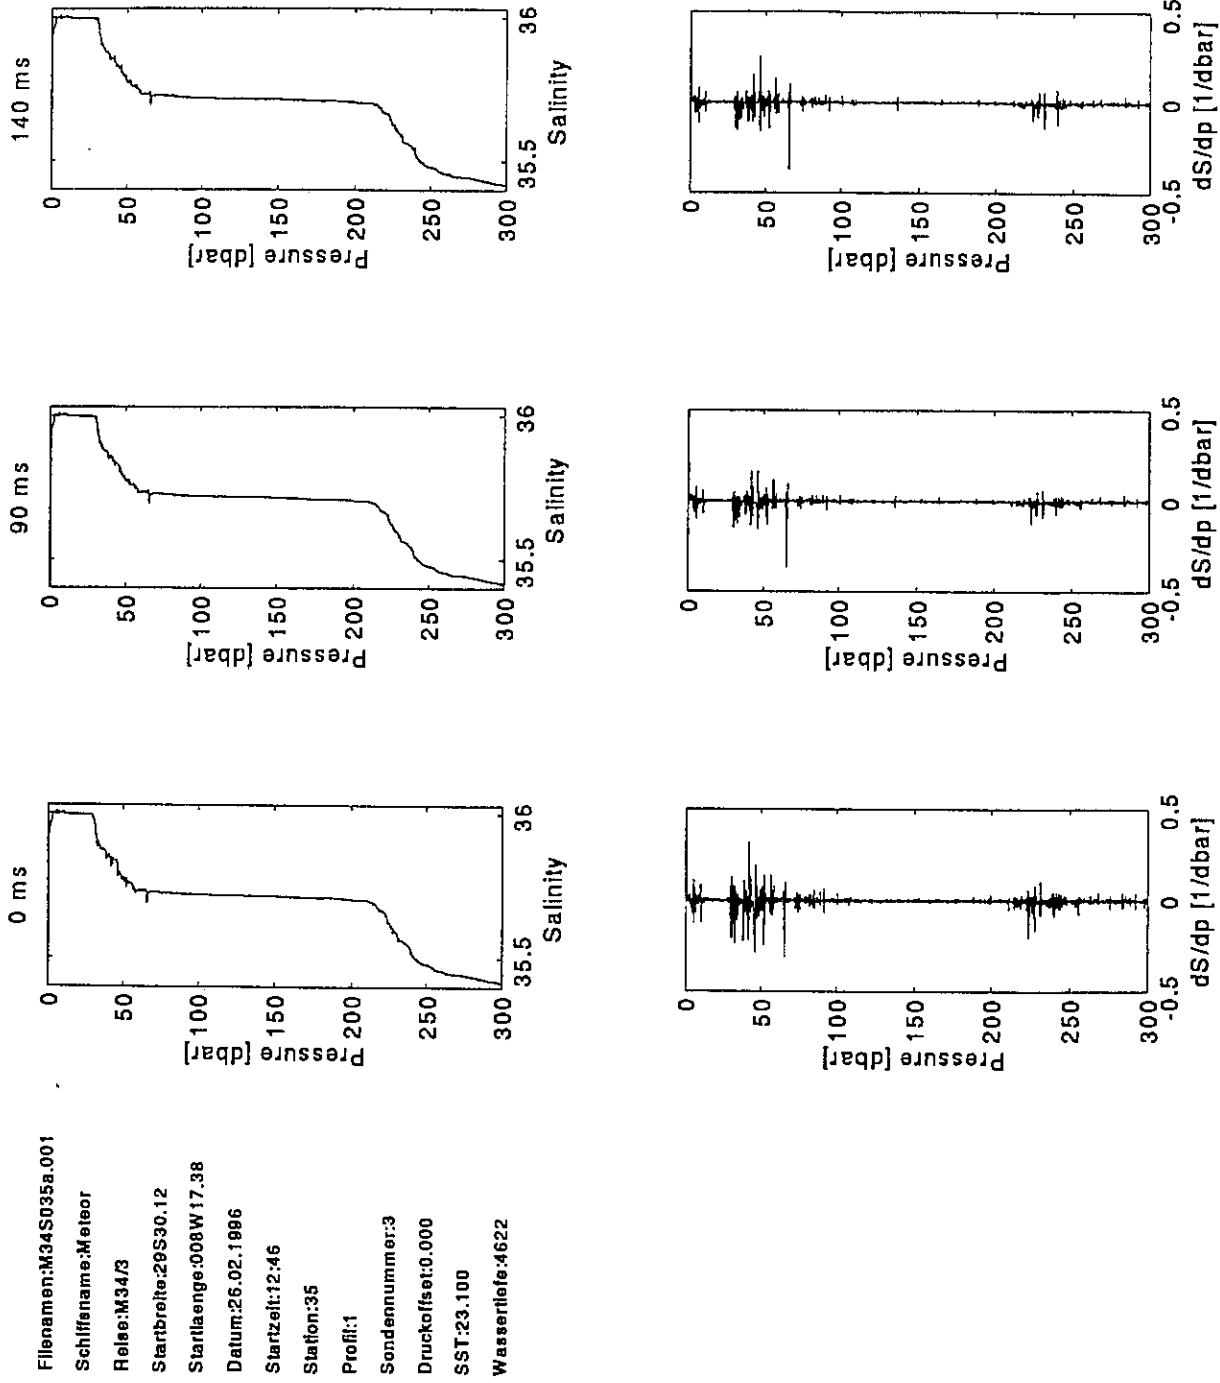 Filenamen:M34S035a.001
Schiffsname:Meteor
Reise:M34/3
Startbreite:29S30.12
Startlaenge:008W17.38
Datum:26.02.1996
Startzeit:12:46
Station:35
Profil:1
Sondennummer:3
Druckoffset:0.000
SST:23.100
Wassertiefe:4622
0 ms
0
50
100
150
200
250
300
Pressure [dbar]
35.5
36
Salinity
90 ms
0
50
100
150
200
250
300
Pressure [dbar]
35.5
36
Salinity
140 ms
0
50
100
150
200
250
300
Pressure [dbar]
35.5
36
Salinity
0
50
100
150
200
250
300
Pressure [dbar]
-0.5
0
0.5
dS/dp [1/dbar]
0
50
100
150
200
250
300
Pressure [dbar]
-0.5
0
0.5
dS/dp [1/dbar]
0
50
100
150
200
250
300
Pressure [dbar]
-0.5
0
0.5
dS/dp [1/dbar]